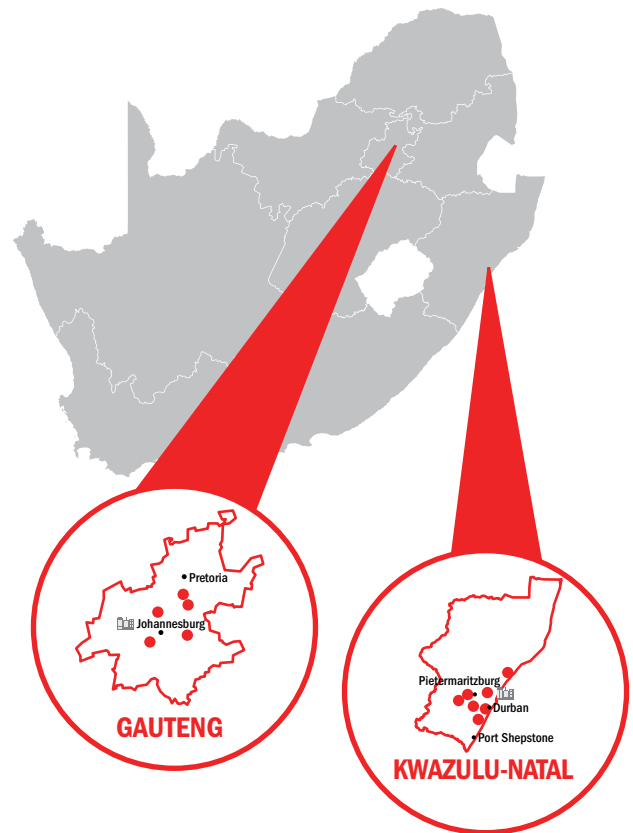 Pretoria
Johannesburg
GAUTENG
Pietermaritzburg
Durban
Port Shepstone
KWAZULU-NATAL